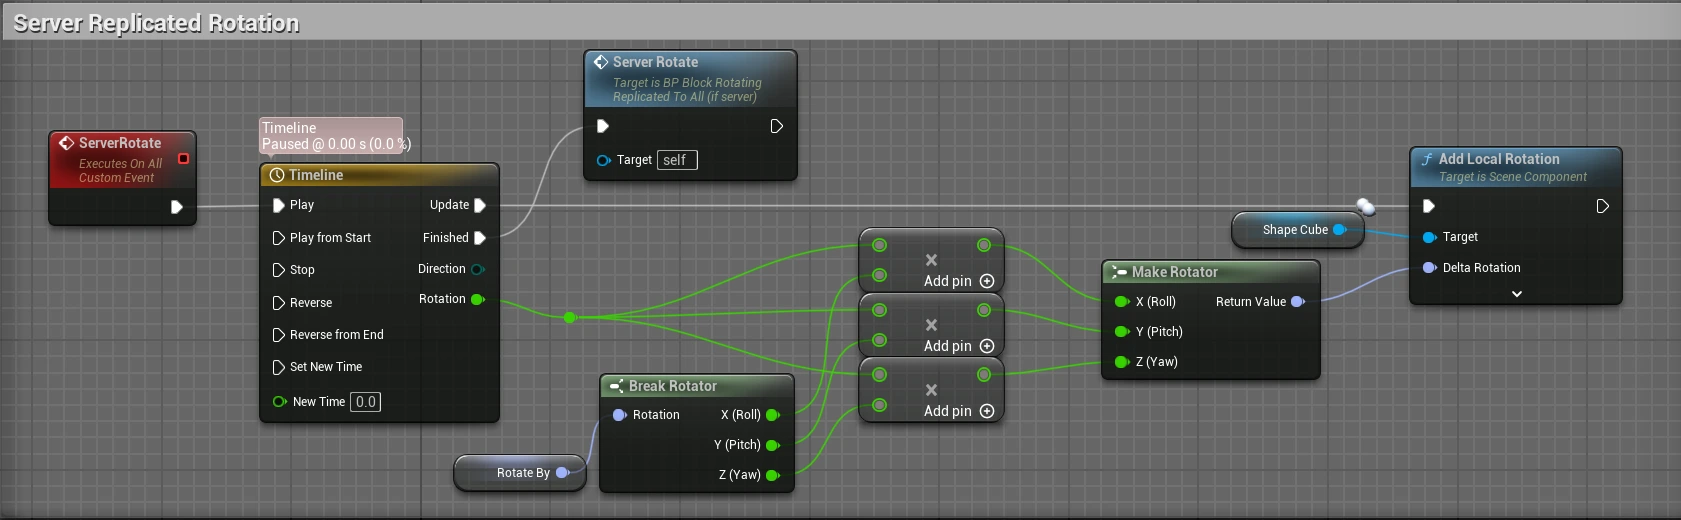 Server Replicated Rotation
ServerRotate
Executes On All
Custom Event
Timeline
Paused @ 0.00 s (0.0 %)
Timeline
Play
Update
Play from Start
Finished
Stop
Direction
Reverse
Rotation
Reverse from End
Set New Time
New Time 0.0
Server Rotate
Target is BP Block Rotating
Replicated To All (if server)
Target self
Rotate By
Break Rotator
Rotation
X (Roll)
Y (Pitch)
Z (Yaw)
Add pin
Add pin
Add pin
Make Rotator
X (Roll)
Return Value
Y (Pitch)
Z (Yaw)
Shape Cube
f Add Local Rotation
Target is Scene Component
Target
Delta Rotation